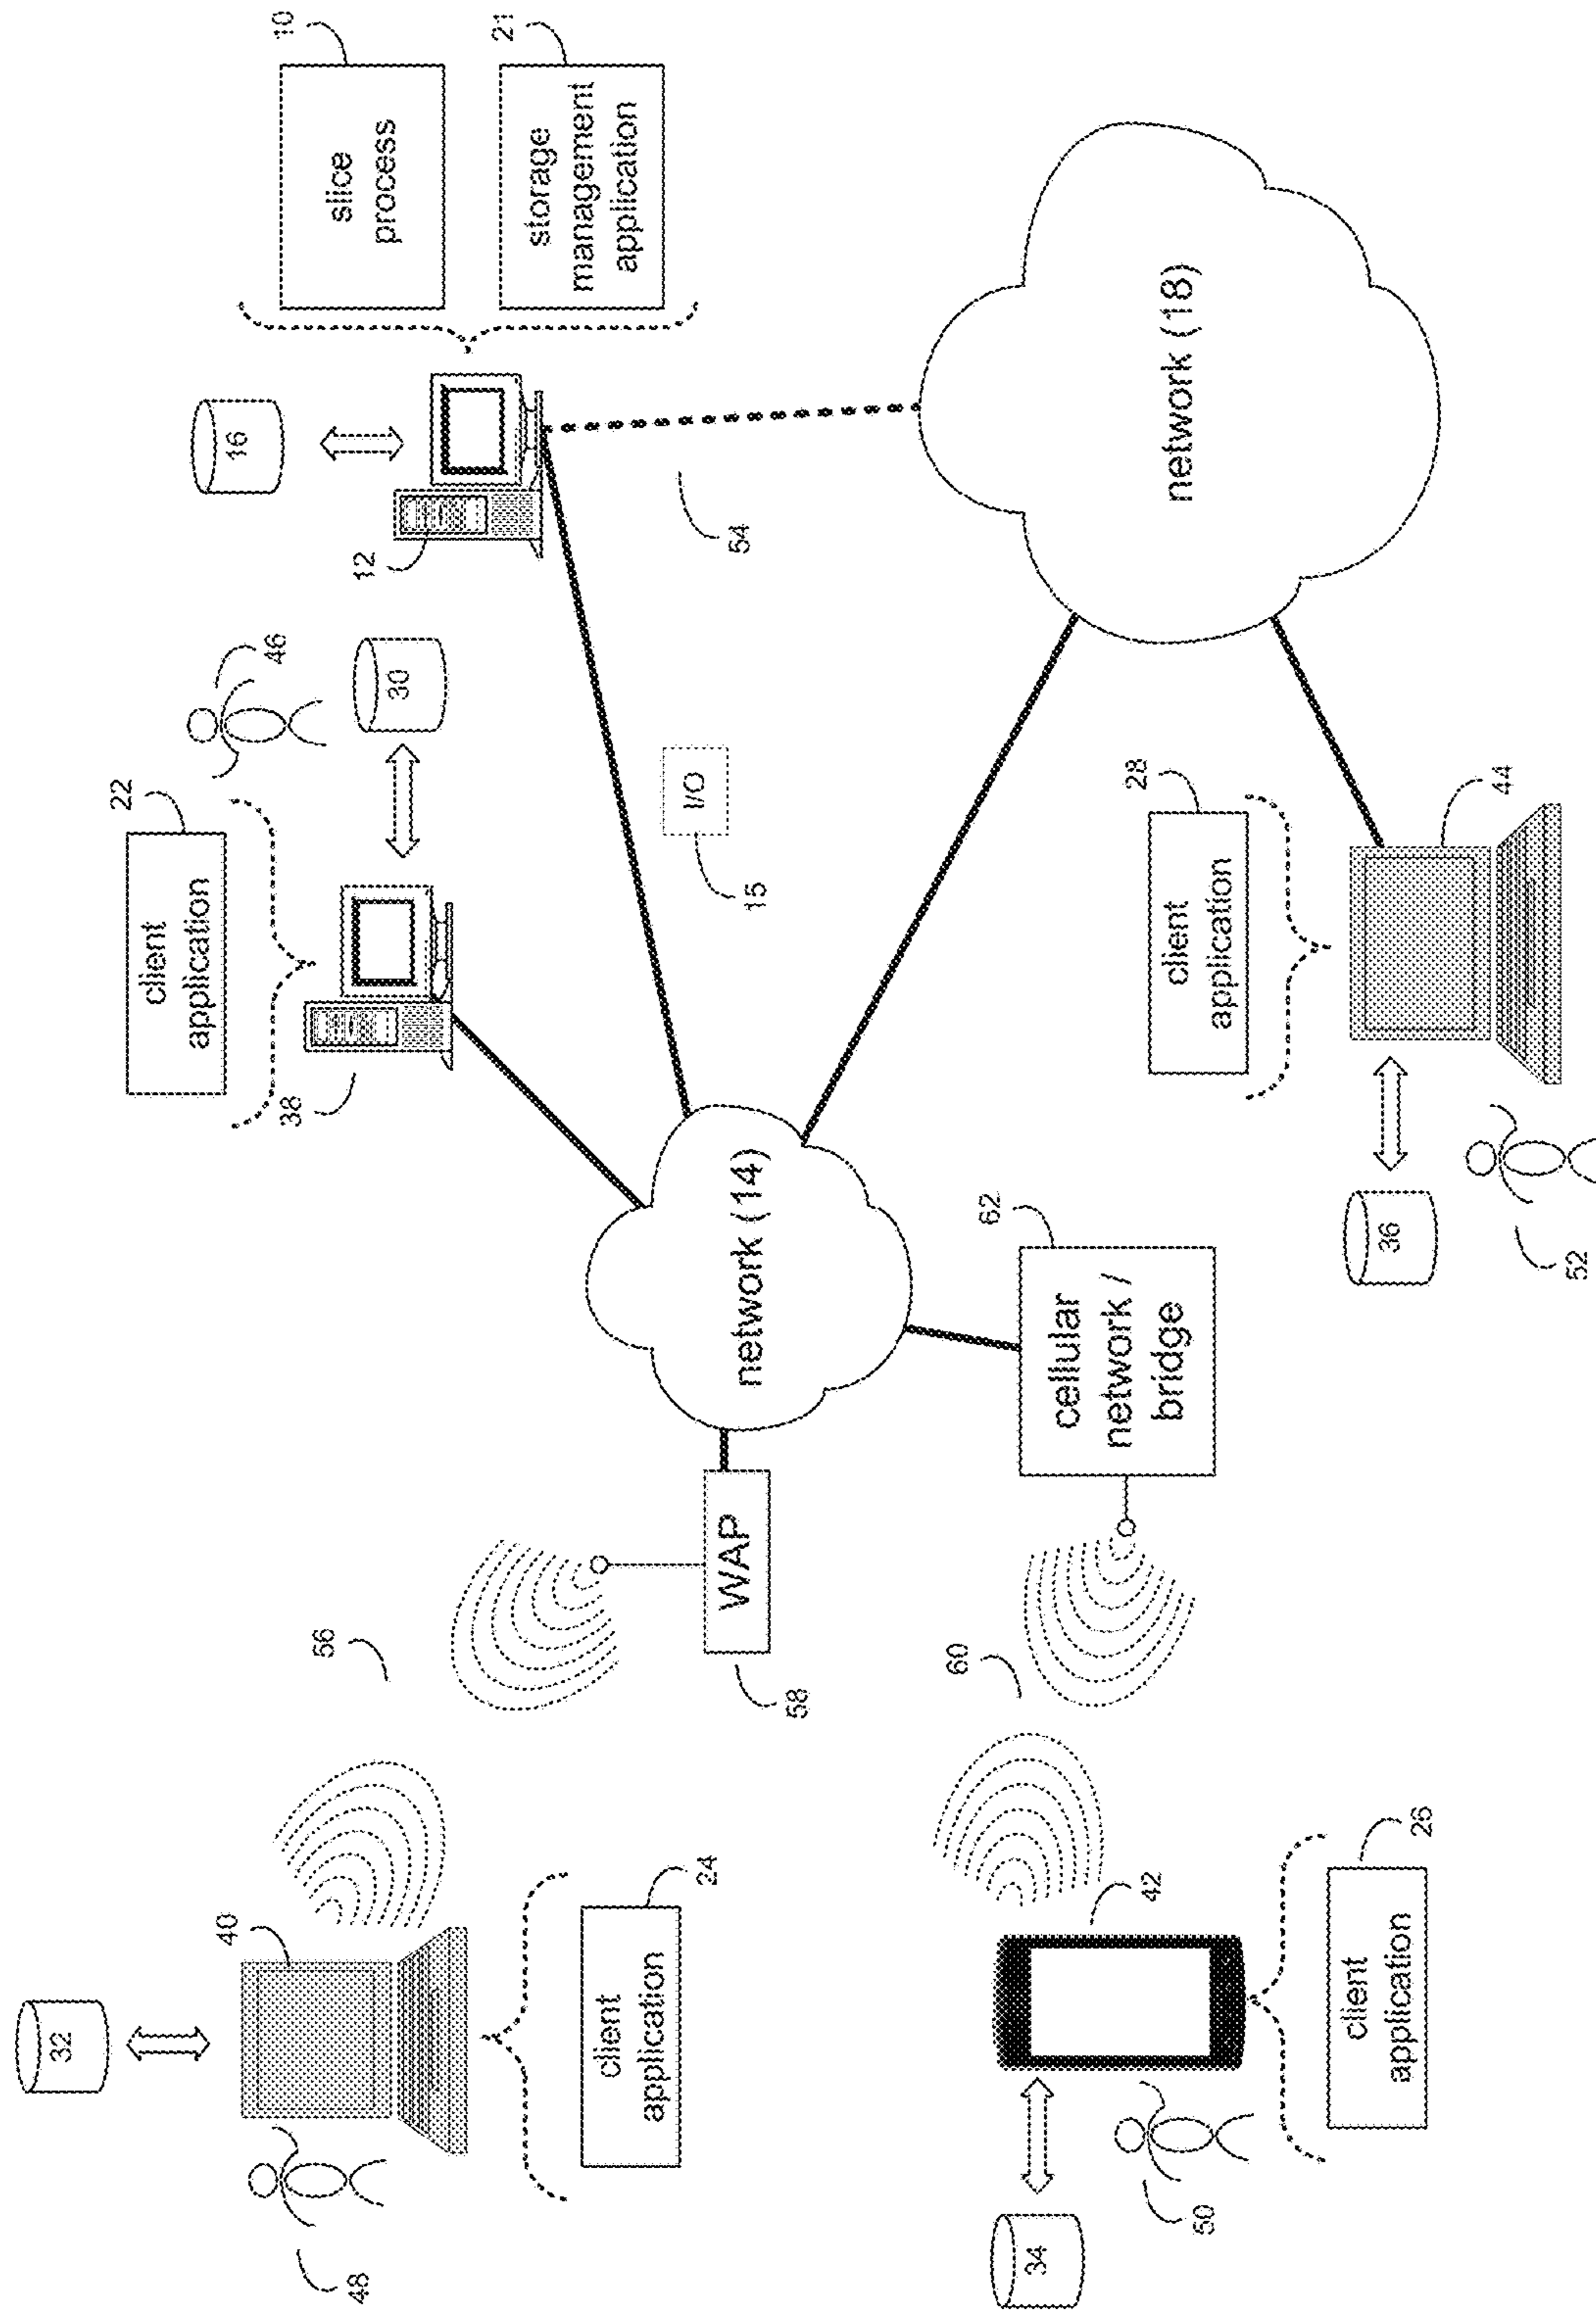 32
40
48
client
application
24
56
WAP
58
client
application
22
38
46
30
16
12
slice
process
10
storage
management
application
21
I/O
15
54
network (14)
network (18)
cellular
network /
bridge
62
60
34
42
50
client
application
26
client
application
28
44
36
52